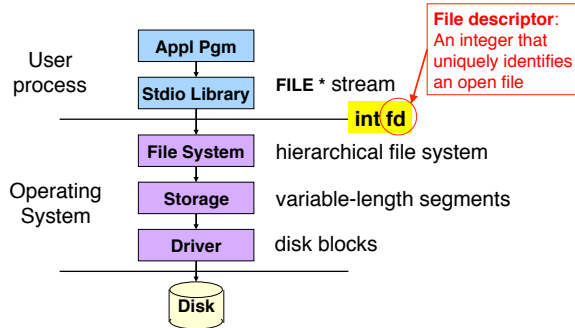 File descriptor:
An integer that
uniquely identifies
an open file
Appl Pgm
User
process
Stdio Library
FILE * stream
int fd
File System
hierarchical file system
Operating
System
Storage
variable-length segments
Driver
disk blocks
Disk